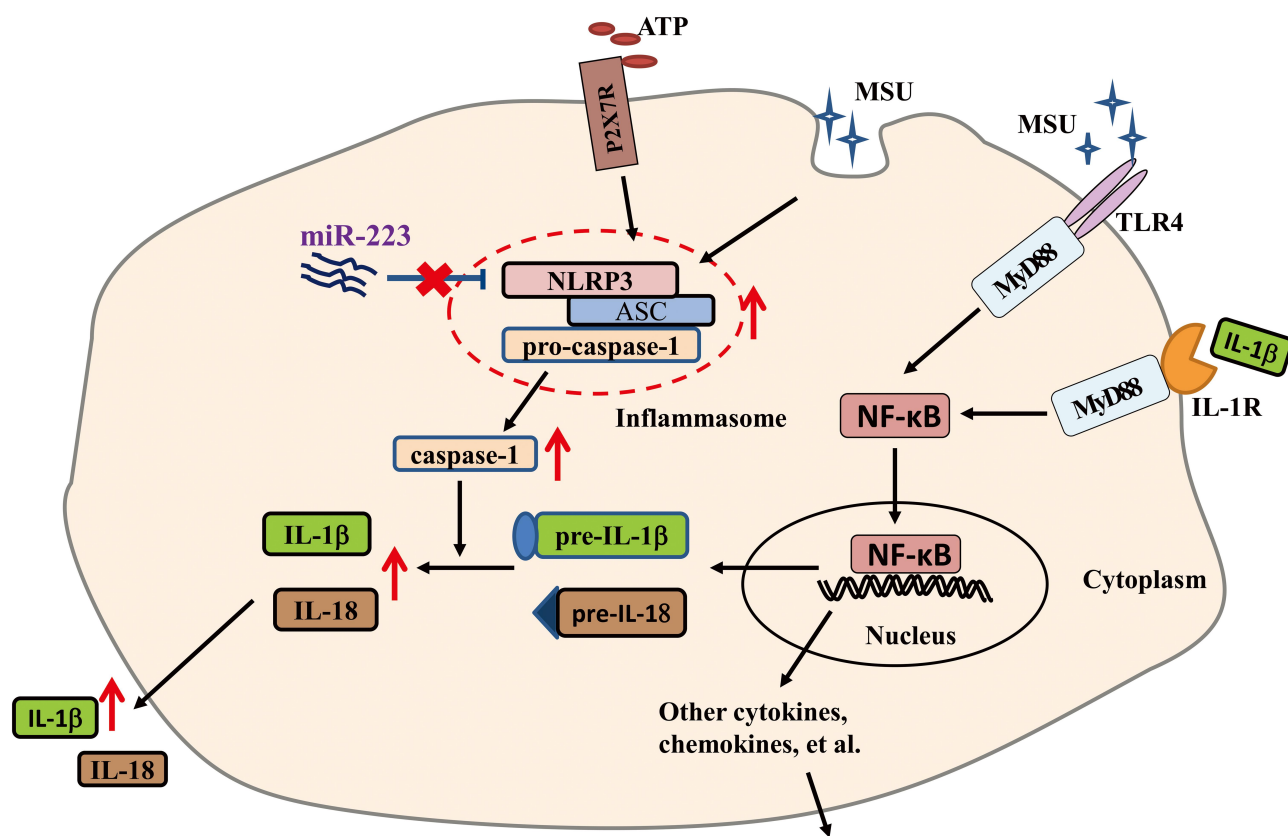 ATP
P2X7R
MSU
MSU
TLR4
MyD88
miR-223
NLRP3
ASC
pro-caspase-1
Inflammasome
IL-1β
IL-1R
MyD88
NF-κB
caspase-1
IL-1β
pre-IL-1β
NF-κB
Cytoplasm
IL-18
pre-IL-18
Nucleus
IL-1β
IL-18
Other cytokines,
chemokines, et al.